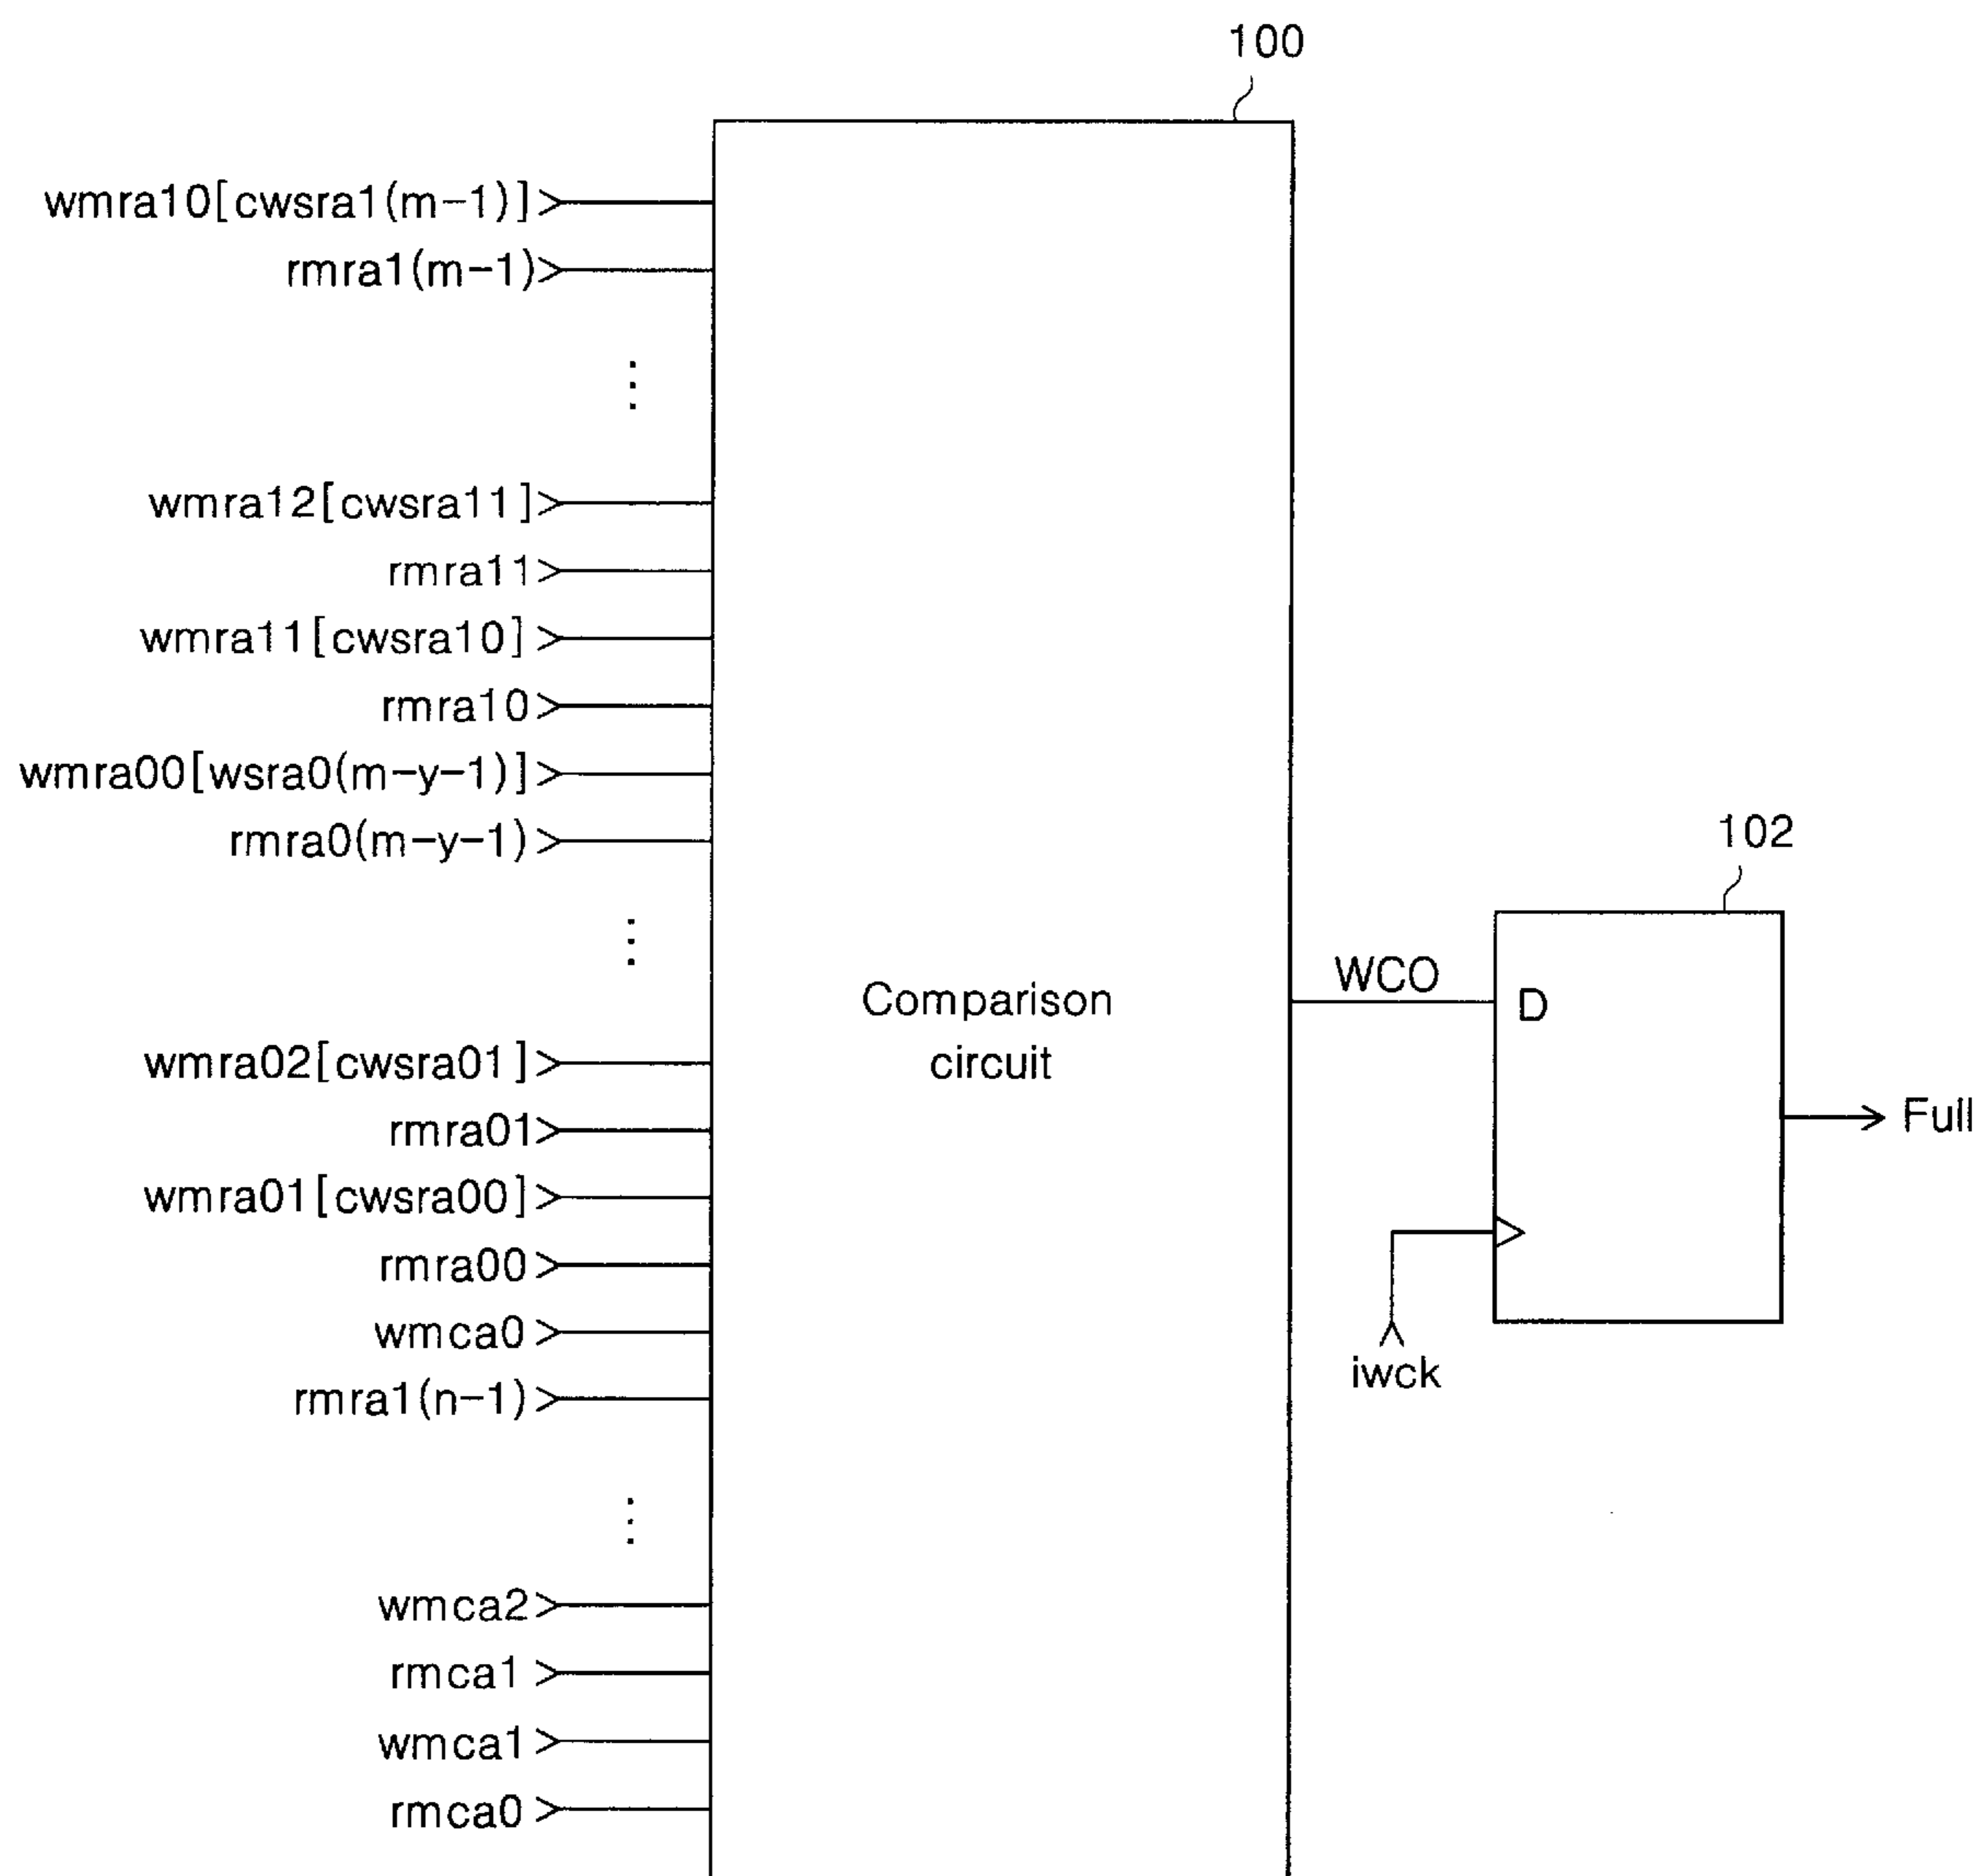 100
wmra10[cwsra1(m-1)]
rmra1(m-1)
wmra12[cwsra11]
rmra11
wmra11[cwsra10]
rmra10
wmra00[wsra0(m-y-1)]
rmra0(m-y-1)
102
WCO
D
Comparison
circuit
wmra02[cwsra01]
rmra01
Full
wmra01[cwsra00]
rmra00
wmca0
iwck
rmra1(n-1)
wmca2
rmca1
wmca1
rmca0